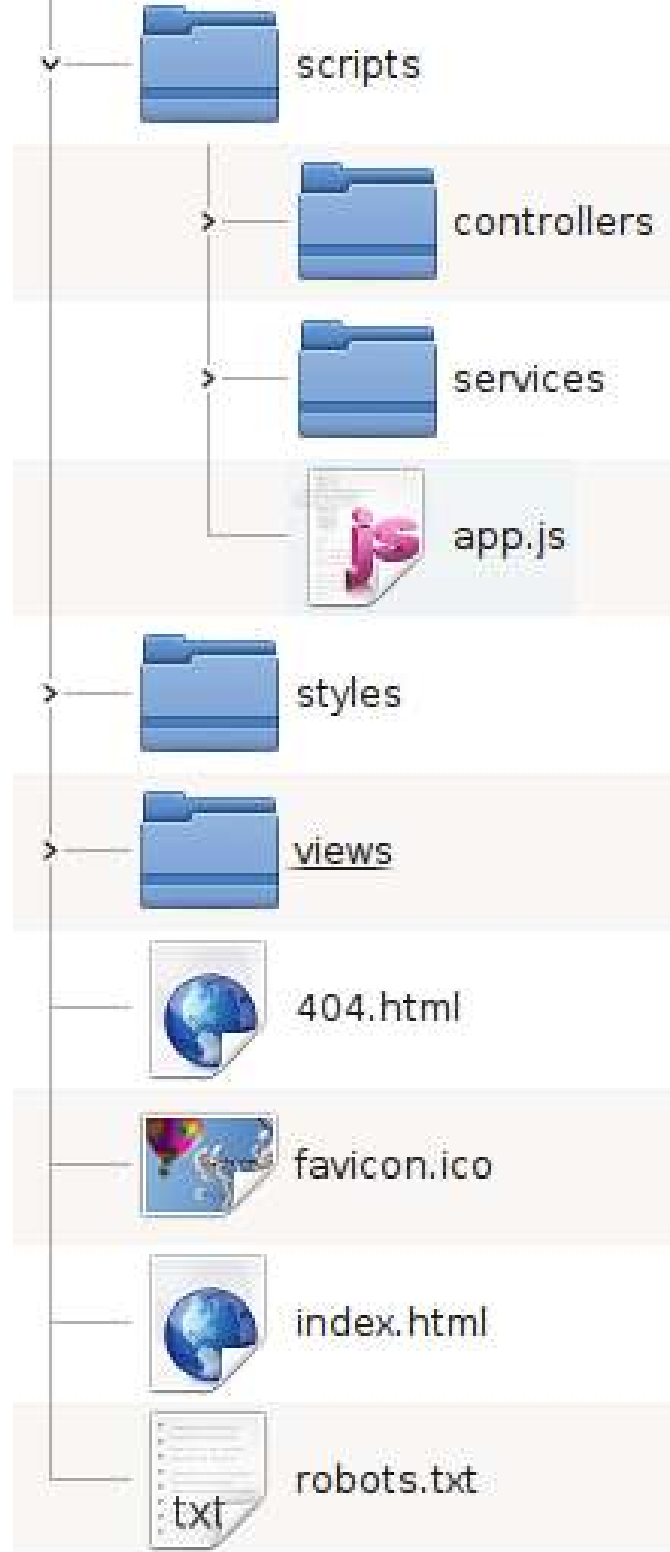 scripts
controllers
services
js
app.js
styles
views
404.html
favicon.ico
index.html
txt
robots.txt